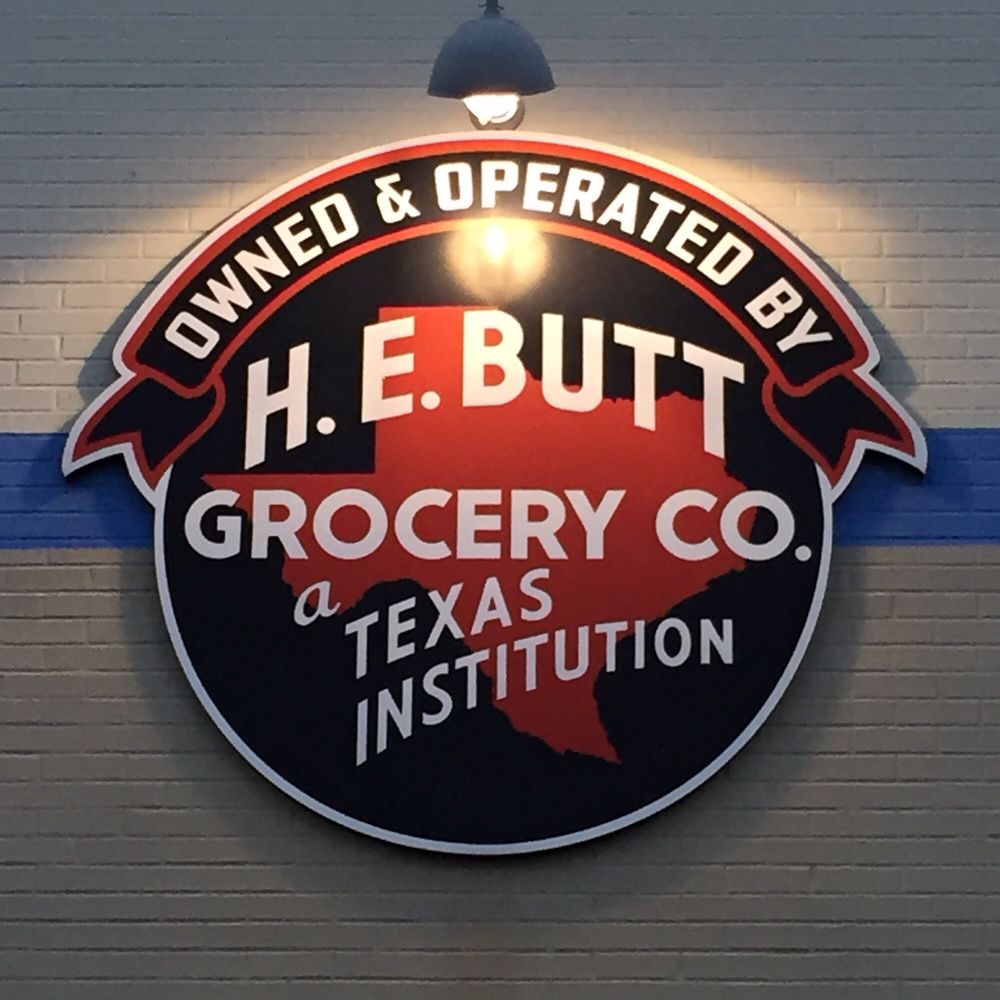 OWNED & OPERATED BY
H. E. BUTT
GROCERY CO.
a TEXAS
INSTITUTION